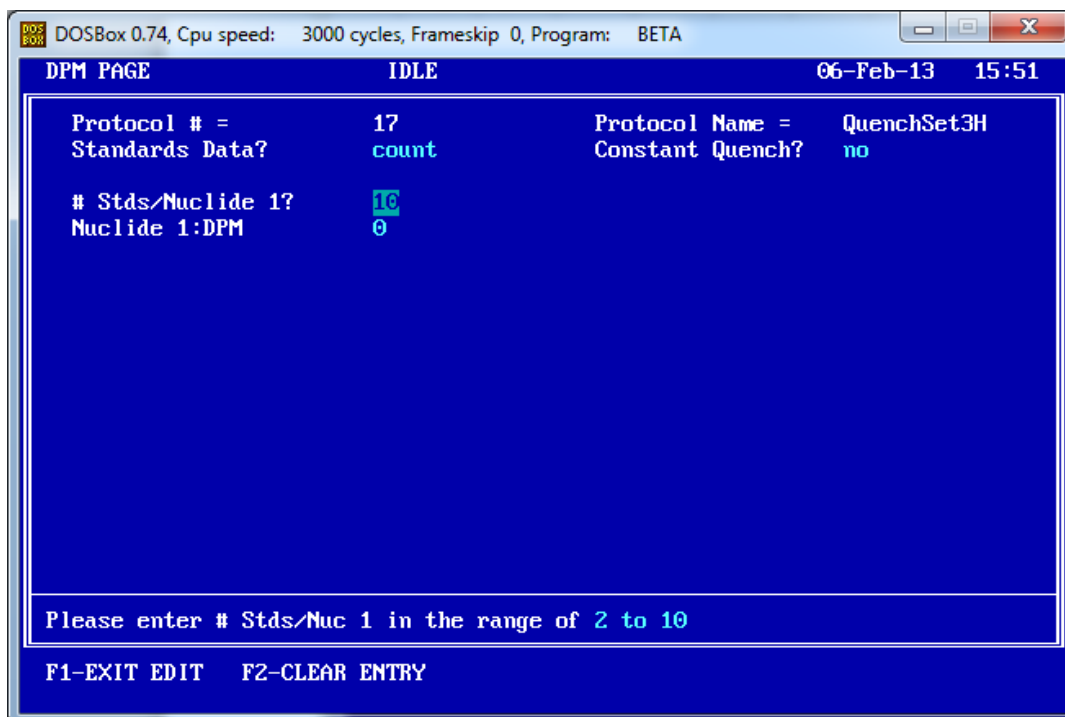 DOS BOX DOSBox 0.74, Cpu speed: 3000 cycles, Frameskip 0, Program: BETA
DPM PAGE IDLE 06-Feb-13 15:51
Protocol # = 17 Protocol Name = QuenchSet3H
Standards Data? count Constant Quench? no
# Stds/Nuclide 1? 10
Nuclide 1:DPM 0
Please enter # Stds/Nuc 1 in the range of 2 to 10
F1-EXIT EDIT F2-CLEAR ENTRY